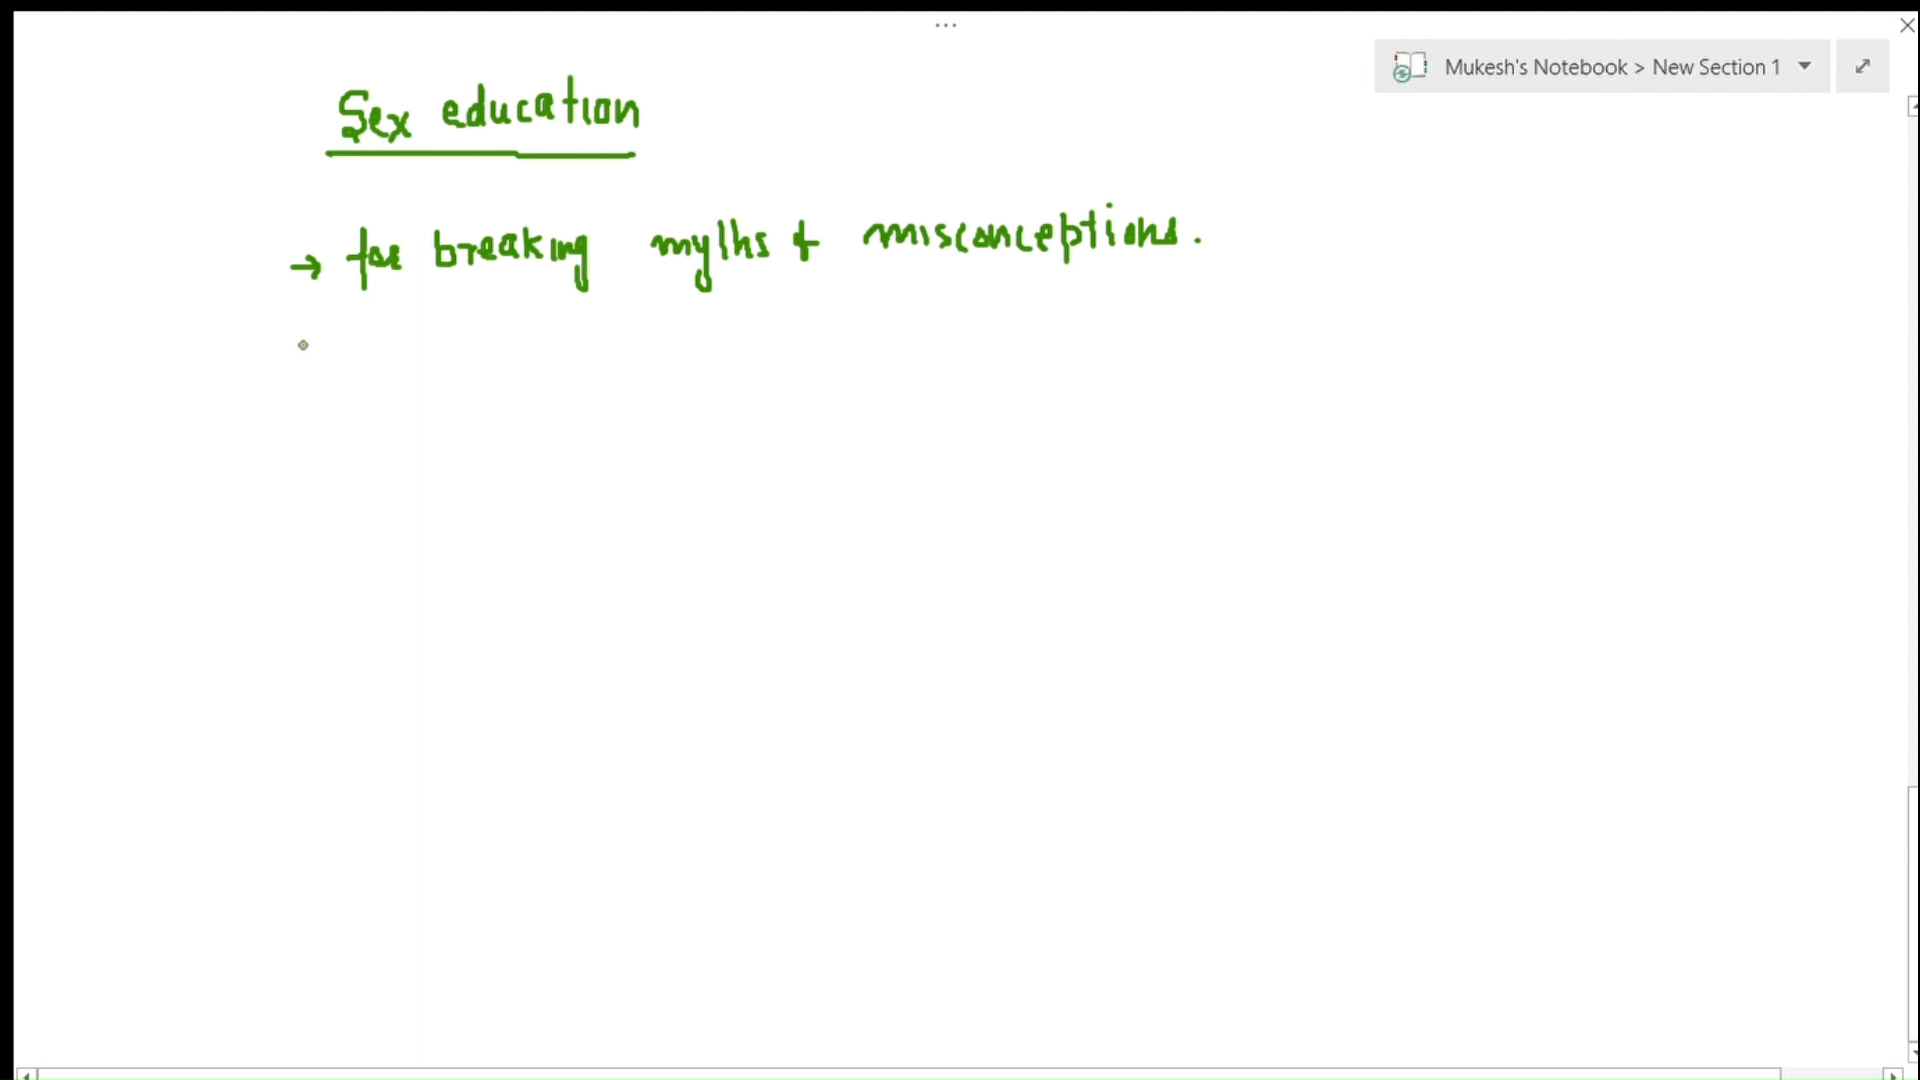 Mukesh's Notebook > New Section 1
Sex education
→ for breaking myths & misconceptions.